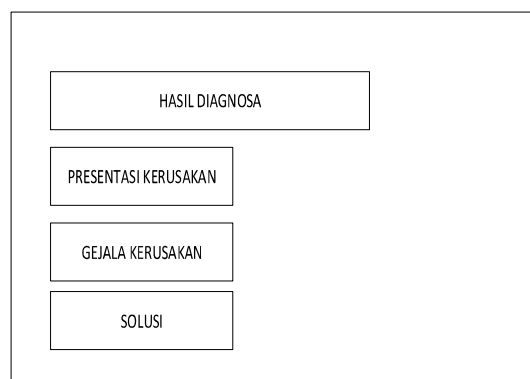 HASIL DIAGNOSA
PRESENTASI KERUSAKAN
GEJALA KERUSAKAN
SOLUSI